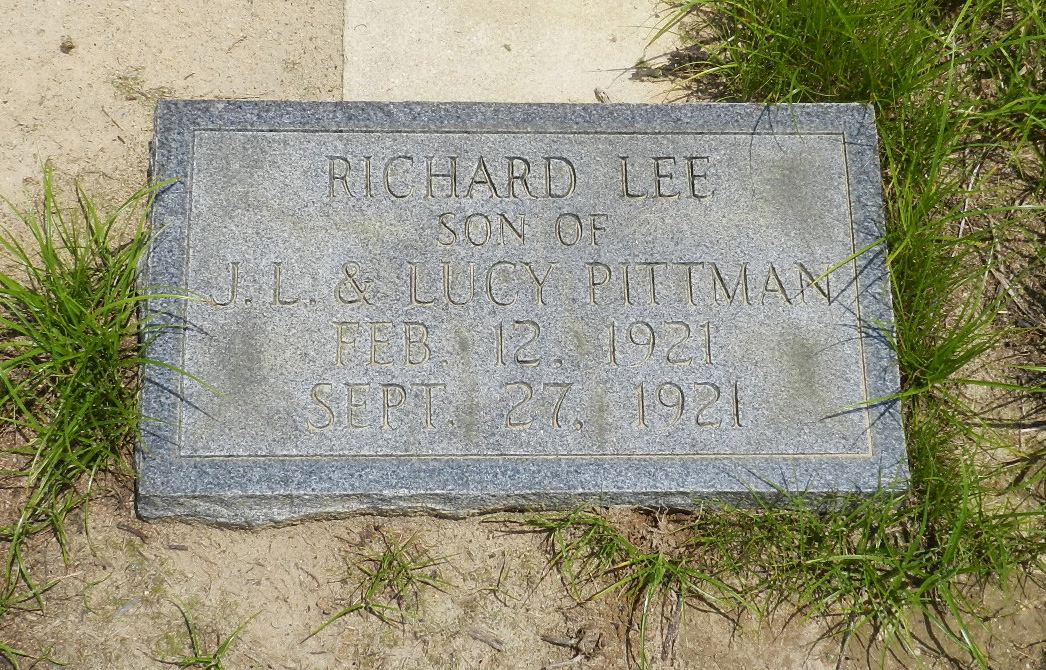 RICHARD LEE
SON OF
J. L. & LUCY PITTMAN
FEB. 12, 1921
SEPT. 27, 1921